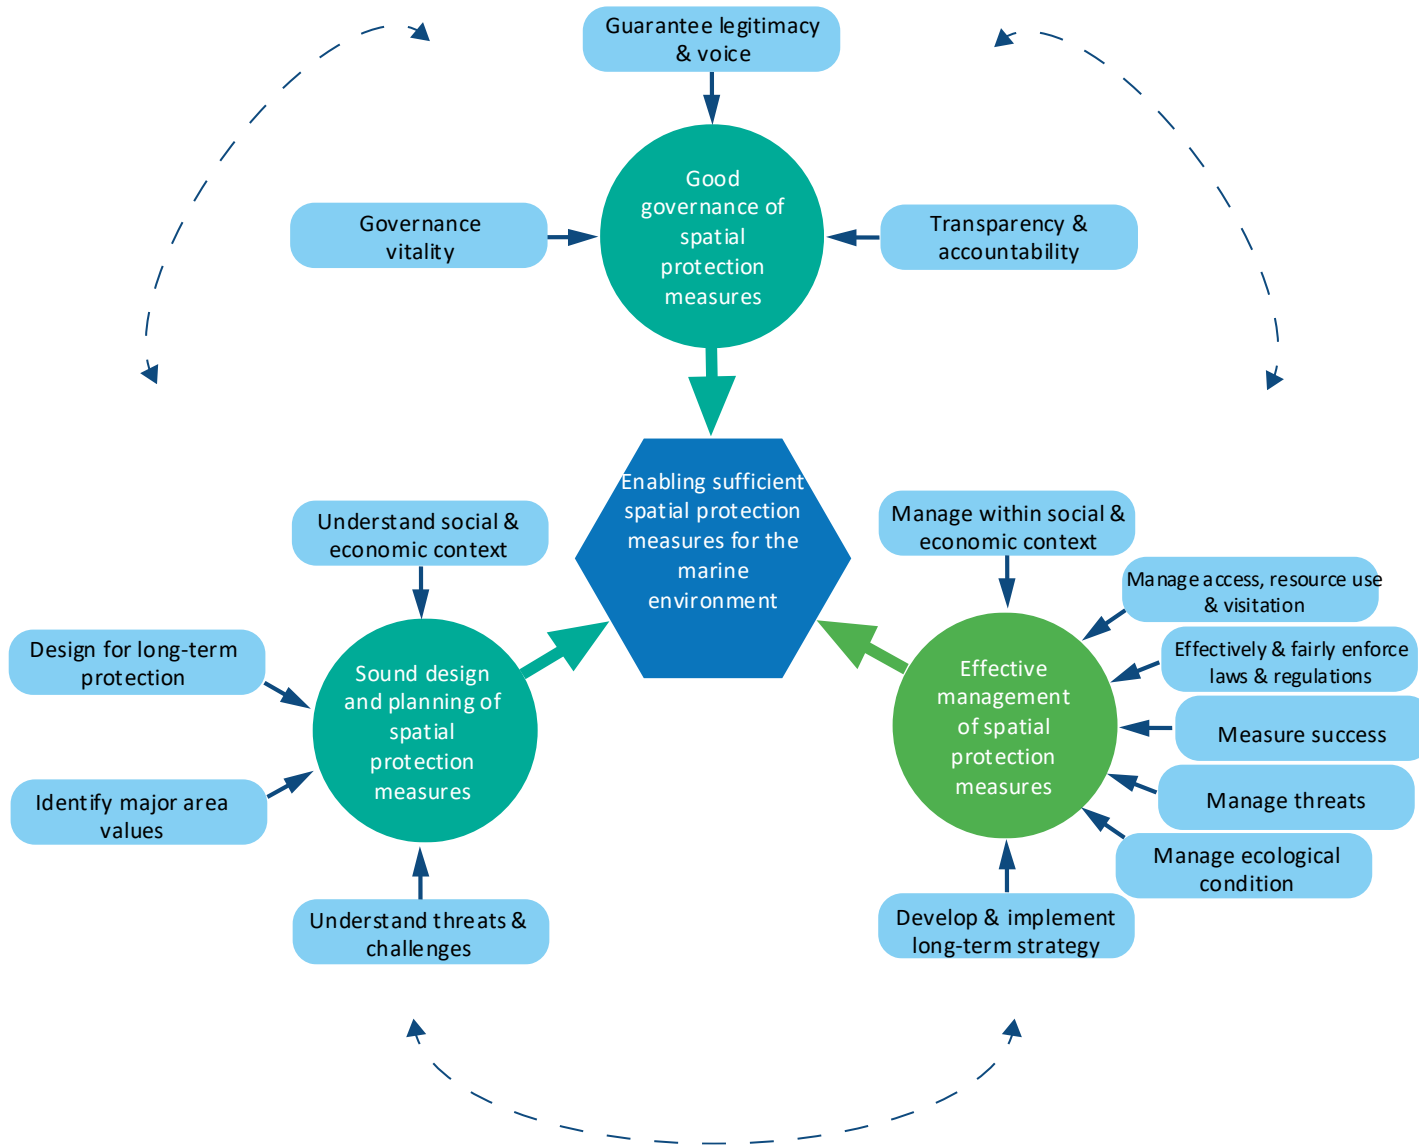 Guarantee legitimacy
& voice
Good
governance of
spatial
protection
measures
Governance
vitality
Transparency &
accountability
Enabling sufficient
spatial protection
measures for the
marine
environment
Understand social &
economic context
Design for long-term
protection
Sound design
and planning of
spatial
protection
measures
Identify major area
values
Understand threats &
challenges
Manage within social &
economic context
Manage access, resource use
& visitation
Effectively & fairly enforce
laws & regulations
Effective
management
of spatial
protection
measures
Measure success
Manage threats
Manage ecological
condition
Develop & implement
long-term strategy